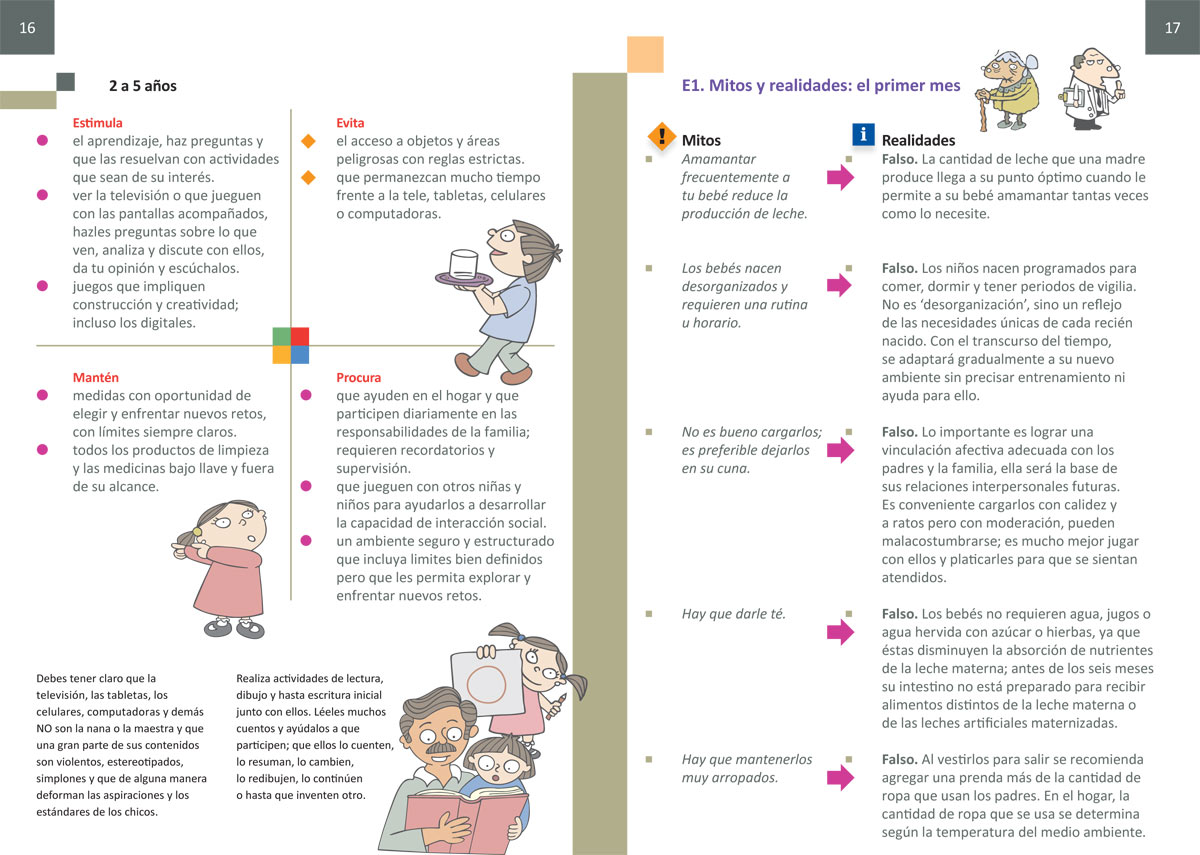 16
2 a 5 años
Estimula
el aprendizaje, haz preguntas y
que las resuelvan con actividades
que sean de su interés.
ver la televisión o que jueguen
con las pantallas acompañados,
hazles preguntas sobre lo que
ven, analiza y discute con ellos,
da tu opinión y escúchalos.
juegos que impliquen
construcción y creatividad;
incluso los digitales.
Evita
el acceso a objetos y áreas
peligrosas con reglas estrictas.
que permanezcan mucho tiempo
frente a la tele, tabletas, celulares
o computadoras.
Mantén
medidas con oportunidad de
elegir y enfrentar nuevos retos,
con límites siempre claros.
todos los productos de limpieza
y las medicinas bajo llave y fuera
de su alcance.
Procura
que ayuden en el hogar y que
participen diariamente en las
responsabilidades de la familia;
requieren recordatorios y
supervisión.
que jueguen con otros niñas y
niños para ayudarlos a desarrollar
la capacidad de interacción social.
un ambiente seguro y estructurado
que incluya limites bien definidos
pero que les permita explorar y
enfrentar nuevos retos.
Debes tener claro que la
televisión, las tabletas, los
celulares, computadoras y demás
NO son la nana o la maestra y que
una gran parte de sus contenidos
son violentos, estereotipados,
simplones y que de alguna manera
deforman las aspiraciones y los
estándares de los chicos.
Realiza actividades de lectura,
dibujo y hasta escritura inicial
junto con ellos. Léeles muchos
cuentos y ayúdalos a que
participen; que ellos lo cuenten,
lo resuman, lo cambien,
lo redibujen, lo continúen
o hasta que inventen otro.
17
E1. Mitos y realidades: el primer mes
! Mitos
i Realidades
Amamantar
frecuentemente a
tu bebé reduce la
producción de leche.
Falso. La cantidad de leche que una madre
produce llega a su punto óptimo cuando le
permite a su bebé amamantar tantas veces
como lo necesite.
Los bebés nacen
desorganizados y
requieren una rutina
u horario.
Falso. Los niños nacen programados para
comer, dormir y tener periodos de vigilia.
No es ‘desorganización’, sino un reflejo
de las necesidades únicas de cada recién
nacido. Con el transcurso del tiempo,
se adaptará gradualmente a su nuevo
ambiente sin precisar entrenamiento ni
ayuda para ello.
No es bueno cargarlos;
es preferible dejarlos
en su cuna.
Falso. Lo importante es lograr una
vinculación afectiva adecuada con los
padres y la familia, ella será la base de
sus relaciones interpersonales futuras.
Es conveniente cargarlos con calidez y
a ratos pero con moderación, pueden
malacostumbrarse; es mucho mejor jugar
con ellos y platicarles para que se sientan
atendidos.
Hay que darle té.
Falso. Los bebés no requieren agua, jugos o
agua hervida con azúcar o hierbas, ya que
éstas disminuyen la absorción de nutrientes
de la leche materna; antes de los seis meses
su intestino no está preparado para recibir
alimentos distintos de la leche materna o
de las leches artificiales maternizadas.
Hay que mantenerlos
muy arropados.
Falso. Al vestirlos para salir se recomienda
agregar una prenda más de la cantidad de
ropa que usan los padres. En el hogar, la
cantidad de ropa que se usa se determina
según la temperatura del medio ambiente.